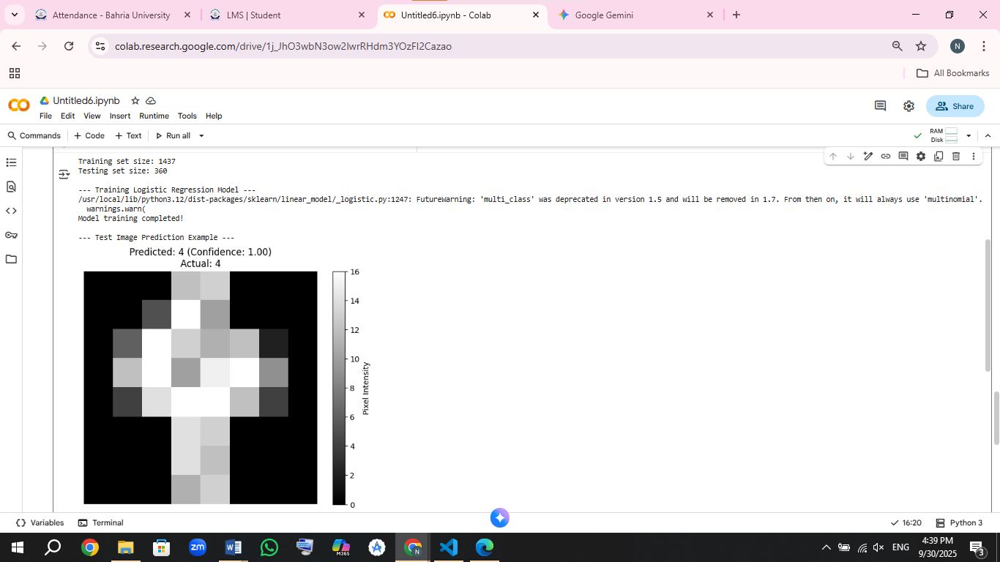 Attendance - Bahria University
LMS | Student
Untitled6.ipynb - Colab
Google Gemini
colab.research.google.com/drive/1j_JhO3wbN3ow2IwrRHdm3YOzFI2Cazao
N
All Bookmarks
CO
Untitled6.ipynb
Share
File Edit View Insert Runtime Tools Help
Commands + Code + Text Run all
RAM
Disk
Training set size: 1437
Testing set size: 360
--- Training Logistic Regression Model ---
/usr/local/lib/python3.12/dist-packages/sklearn/linear_model/_logistic.py:1247: FutureWarning: 'multi_class' was deprecated in version 1.5 and will be removed in 1.7. From then on, it will always use 'multinomial'.
warnings.warn(
Model training completed!
--- Test Image Prediction Example ---
Predicted: 4 (Confidence: 1.00)
Actual: 4
16
14
12
10
8
6
4
2
0
Pixel Intensity
Variables Terminal
16:20 Python 3
zm
W
M365
N
ENG
4:39 PM
9/30/2025
3